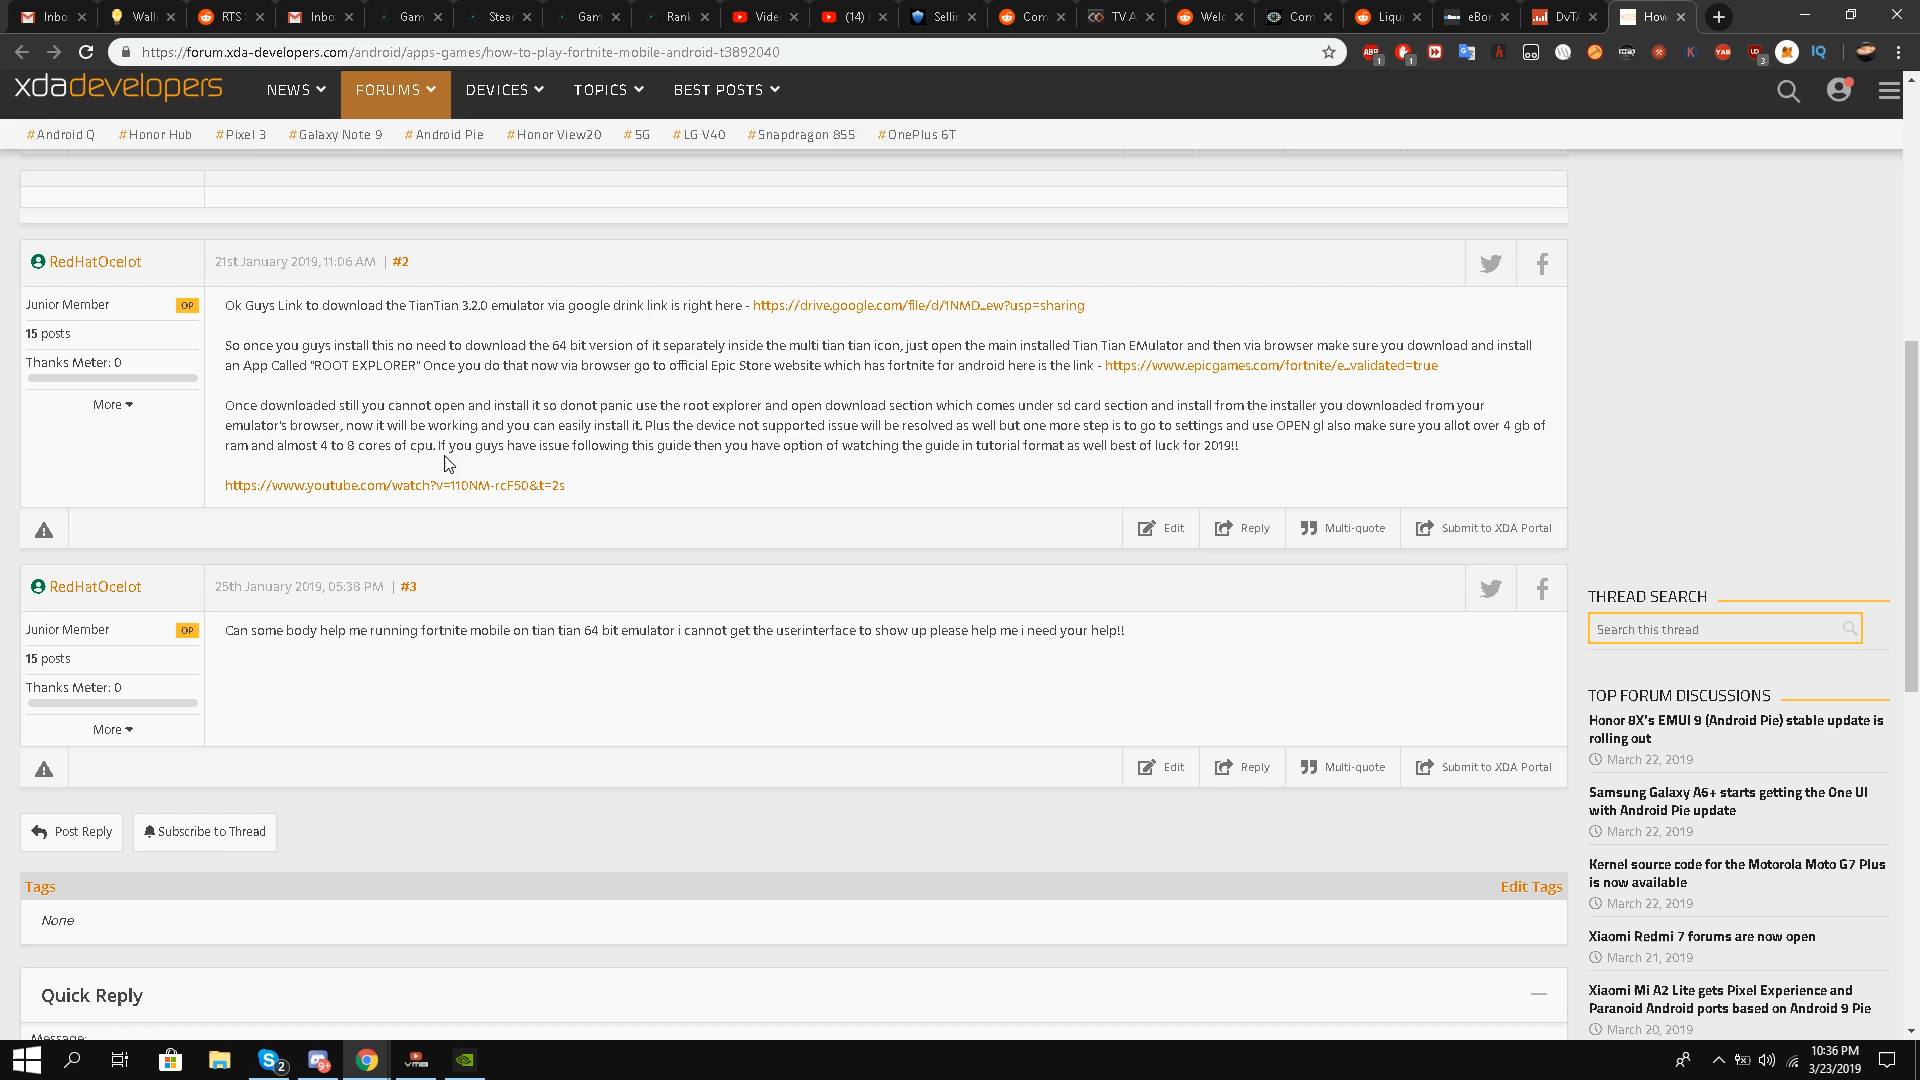 Inbo
Wall
RTS
Inbo
Gam
Stear
Gam
Rank
Vide
(14)
Sellir
Com
TV A
Welc
Com
Liqu
eBor
DvTA
How
https://forum.xda-developers.com/android/apps-games/how-to-play-fortnite-mobile-android-t3892040
xdadevelopers
NEWS FORUMS DEVICES TOPICS BEST POSTS
#Android Q #Honor Hub #Pixel 3 #Galaxy Note 9 #Android Pie #Honor View20 #5G #LG V40 #Snapdragon 855 #OnePlus 6T
RedHatOcelot
21st January 2019, 11:06 AM | #2
Junior Member OP
15 posts
Thanks Meter: 0
More
Ok Guys Link to download the TianTian 3.2.0 emulator via google drink link is right here - https://drive.google.com/file/d/1NMD...ew?usp=sharing
So once you guys install this no need to download the 64 bit version of it separately inside the multi tian tian icon, just open the main installed Tian Tian EMulator and then via browser make sure you download and install
an App Called "ROOT EXPLORER" Once you do that now via browser go to official Epic Store website which has fortnite for android here is the link - https://www.epicgames.com/fortnite/e...validated=true
Once downloaded still you cannot open and install it so donot panic use the root explorer and open download section which comes under sd card section and install from the installer you downloaded from your
emulator's browser, now it will be working and you can easily install it. Plus the device not supported issue will be resolved as well but one more step is to go to settings and use OPEN gl also make sure you allot over 4 gb of
ram and almost 4 to 8 cores of cpu. If you guys have issue following this guide then you have option of watching the guide in tutorial format as well best of luck for 2019!!
https://www.youtube.com/watch?v=110NM-rcF50&t=2s
Edit Reply Multi-quote Submit to XDA Portal
RedHatOcelot
25th January 2019, 05:38 PM | #3
Junior Member OP
15 posts
Thanks Meter: 0
More
Can some body help me running fortnite mobile on tian tian 64 bit emulator i cannot get the userinterface to show up please help me i need your help!!
Edit Reply Multi-quote Submit to XDA Portal
Post Reply Subscribe to Thread
Tags Edit Tags
None
Quick Reply
Message:
THREAD SEARCH
Search this thread
TOP FORUM DISCUSSIONS
Honor 8X's EMUI 9 (Android Pie) stable update is
rolling out
March 22, 2019
Samsung Galaxy A6+ starts getting the One UI
with Android Pie update
March 22, 2019
Kernel source code for the Motorola Moto G7 Plus
is now available
March 22, 2019
Xiaomi Redmi 7 forums are now open
March 21, 2019
Xiaomi Mi A2 Lite gets Pixel Experience and
Paranoid Android ports based on Android 9 Pie
March 20, 2019
10:36 PM
3/23/2019